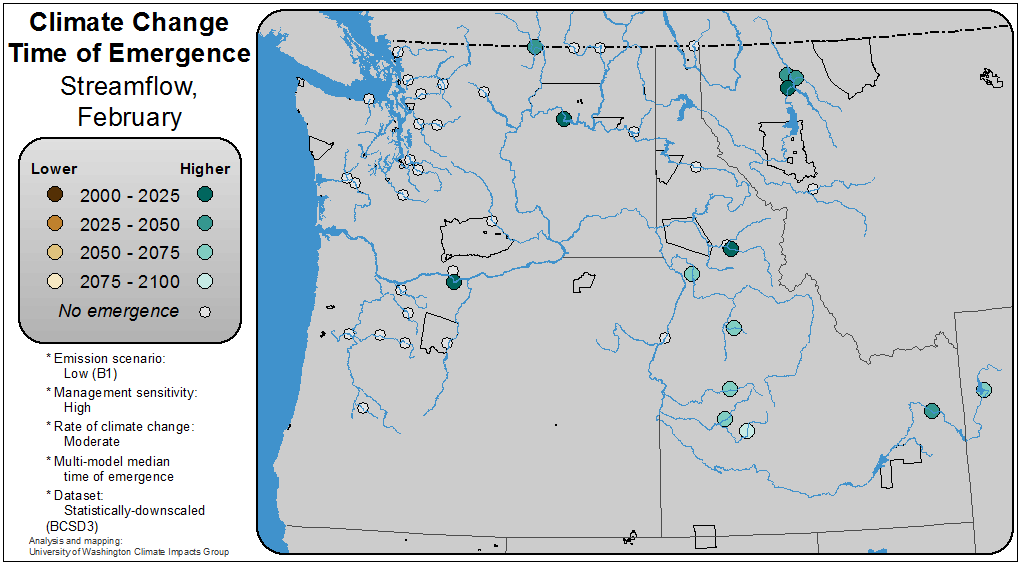 Climate Change
Time of Emergence
Streamflow,
February
Lower Higher
2000 - 2025
2025 - 2050
2050 - 2075
2075 - 2100
No emergence
* Emission scenario:
Low (B1)
* Management sensitivity:
High
* Rate of climate change:
Moderate
* Multi-model median
time of emergence
* Dataset:
Statistically-downscaled
(BCSD3)
Analysis and mapping:
University of Washington Climate Impacts Group